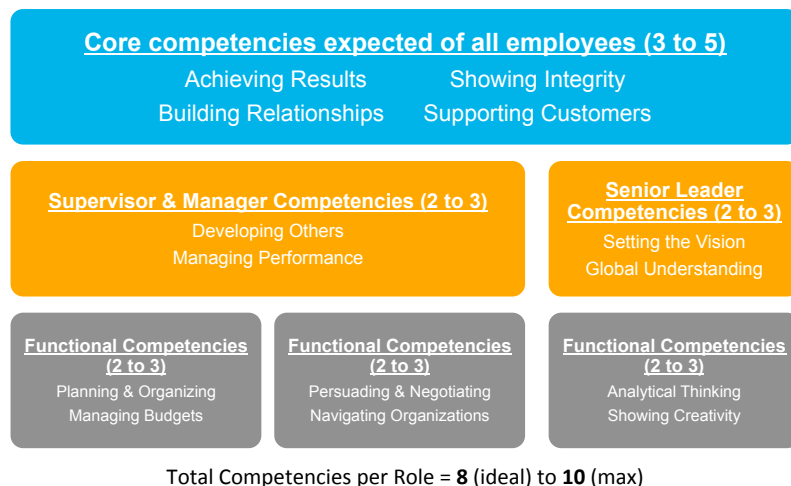 Core competencies expected of all employees (3 to 5)
Achieving Results Showing Integrity
Building Relationships Supporting Customers
Supervisor & Manager Competencies (2 to 3)
Developing Others
Managing Performance
Senior Leader
Competencies (2 to 3)
Setting the Vision
Global Understanding
Functional Competencies
(2 to 3)
Planning & Organizing
Managing Budgets
Functional Competencies
(2 to 3)
Persuading & Negotiating
Navigating Organizations
Functional Competencies
(2 to 3)
Analytical Thinking
Showing Creativity
Total Competencies per Role = 8 (ideal) to 10 (max)